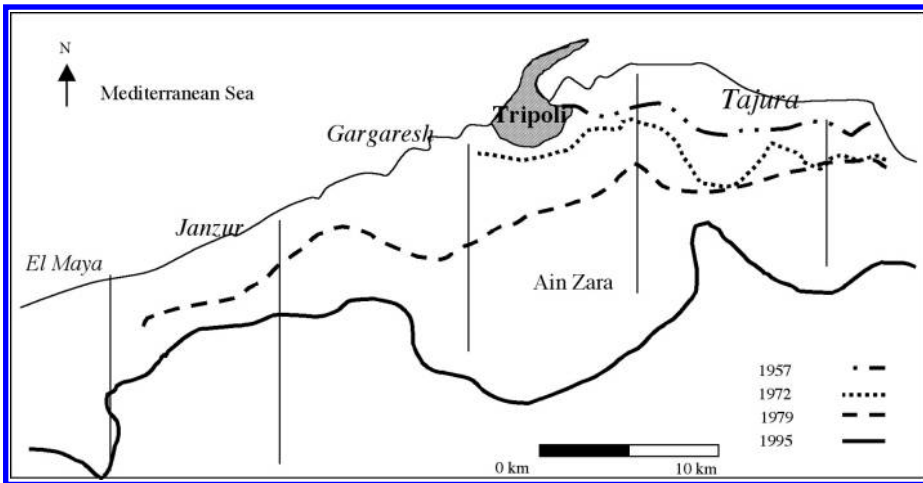 N
Mediterranean Sea
Tripoli
Tajura
Gargaresh
Janzur
El Maya
Ain Zara
1957
1972
1979
1995
0 km 10 km